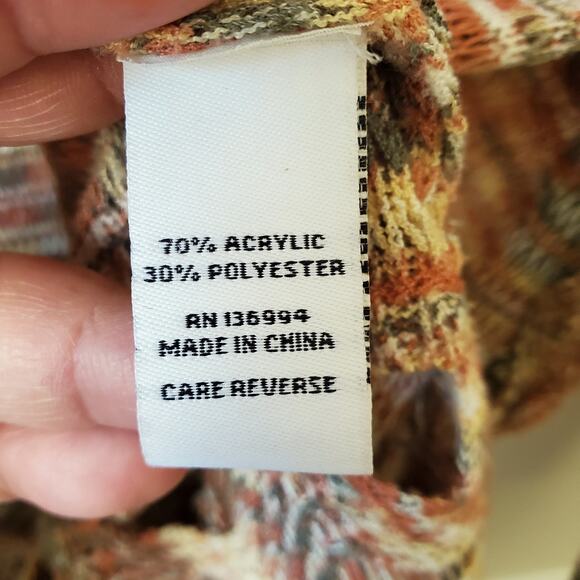 70% ACRYLIC
30% POLYESTER
RN 136994
MADE IN CHINA
CARE REVERSE